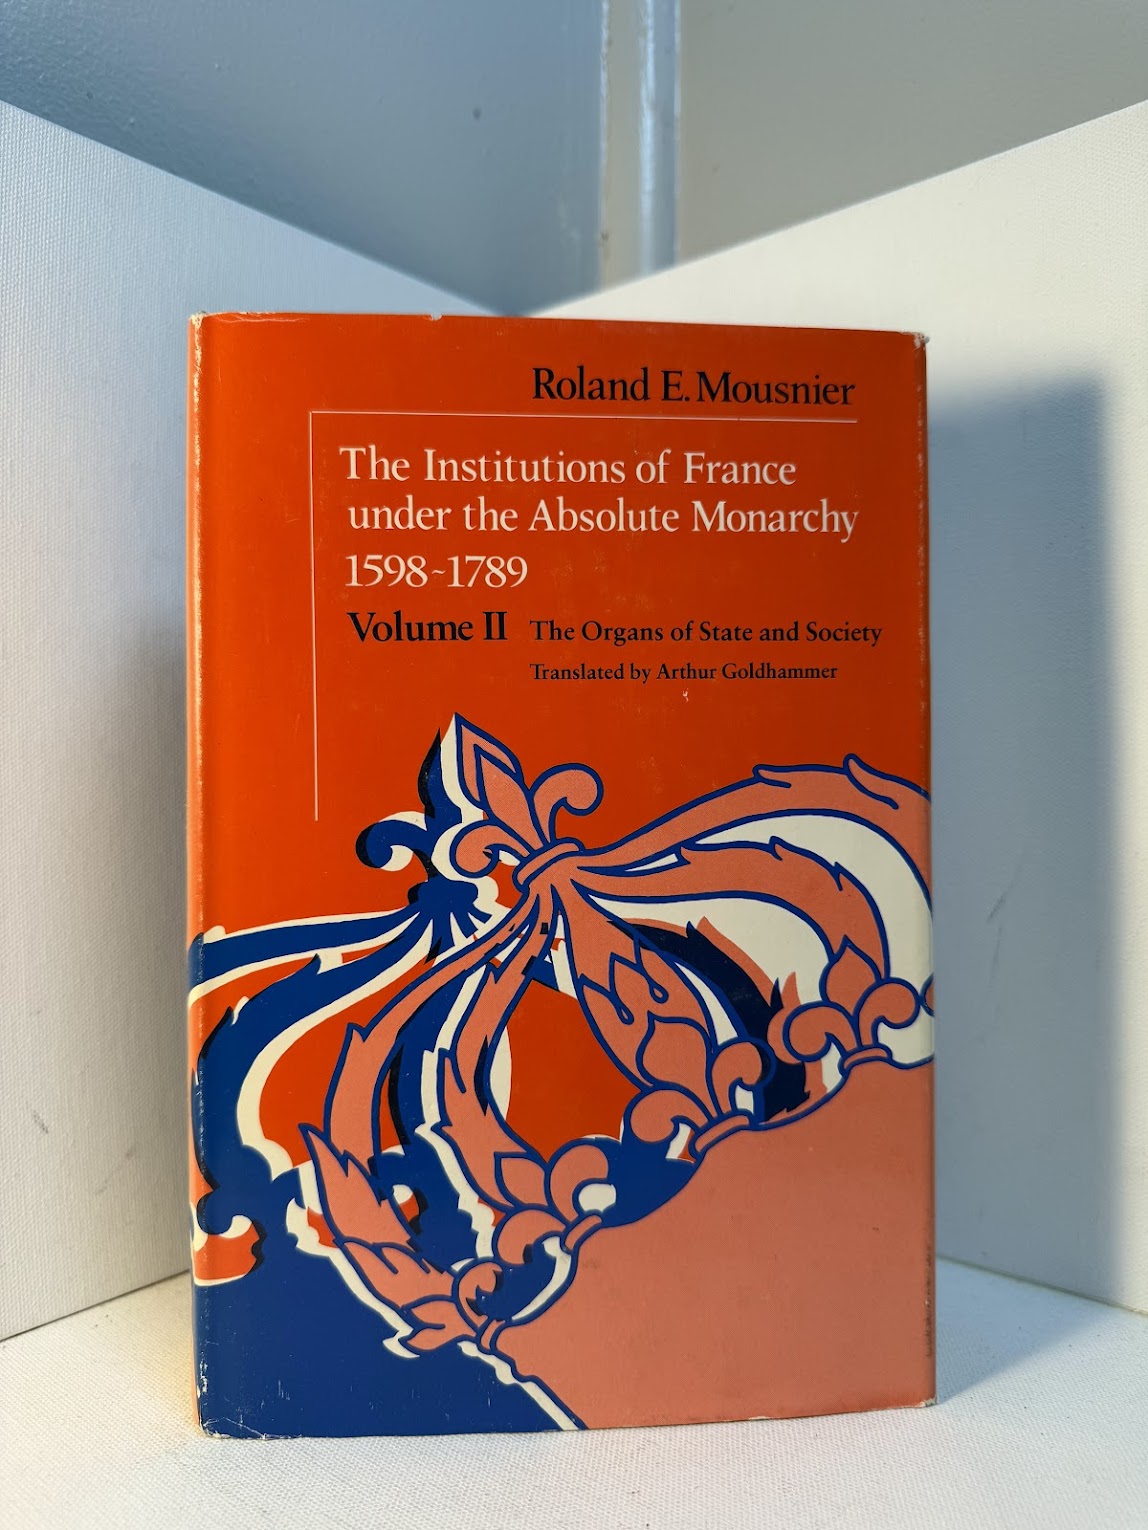 Roland E. Mousnier
The Institutions of France
under the Absolute Monarchy
1598~1789
Volume II The Organs of State and Society
Translated by Arthur Goldhammer